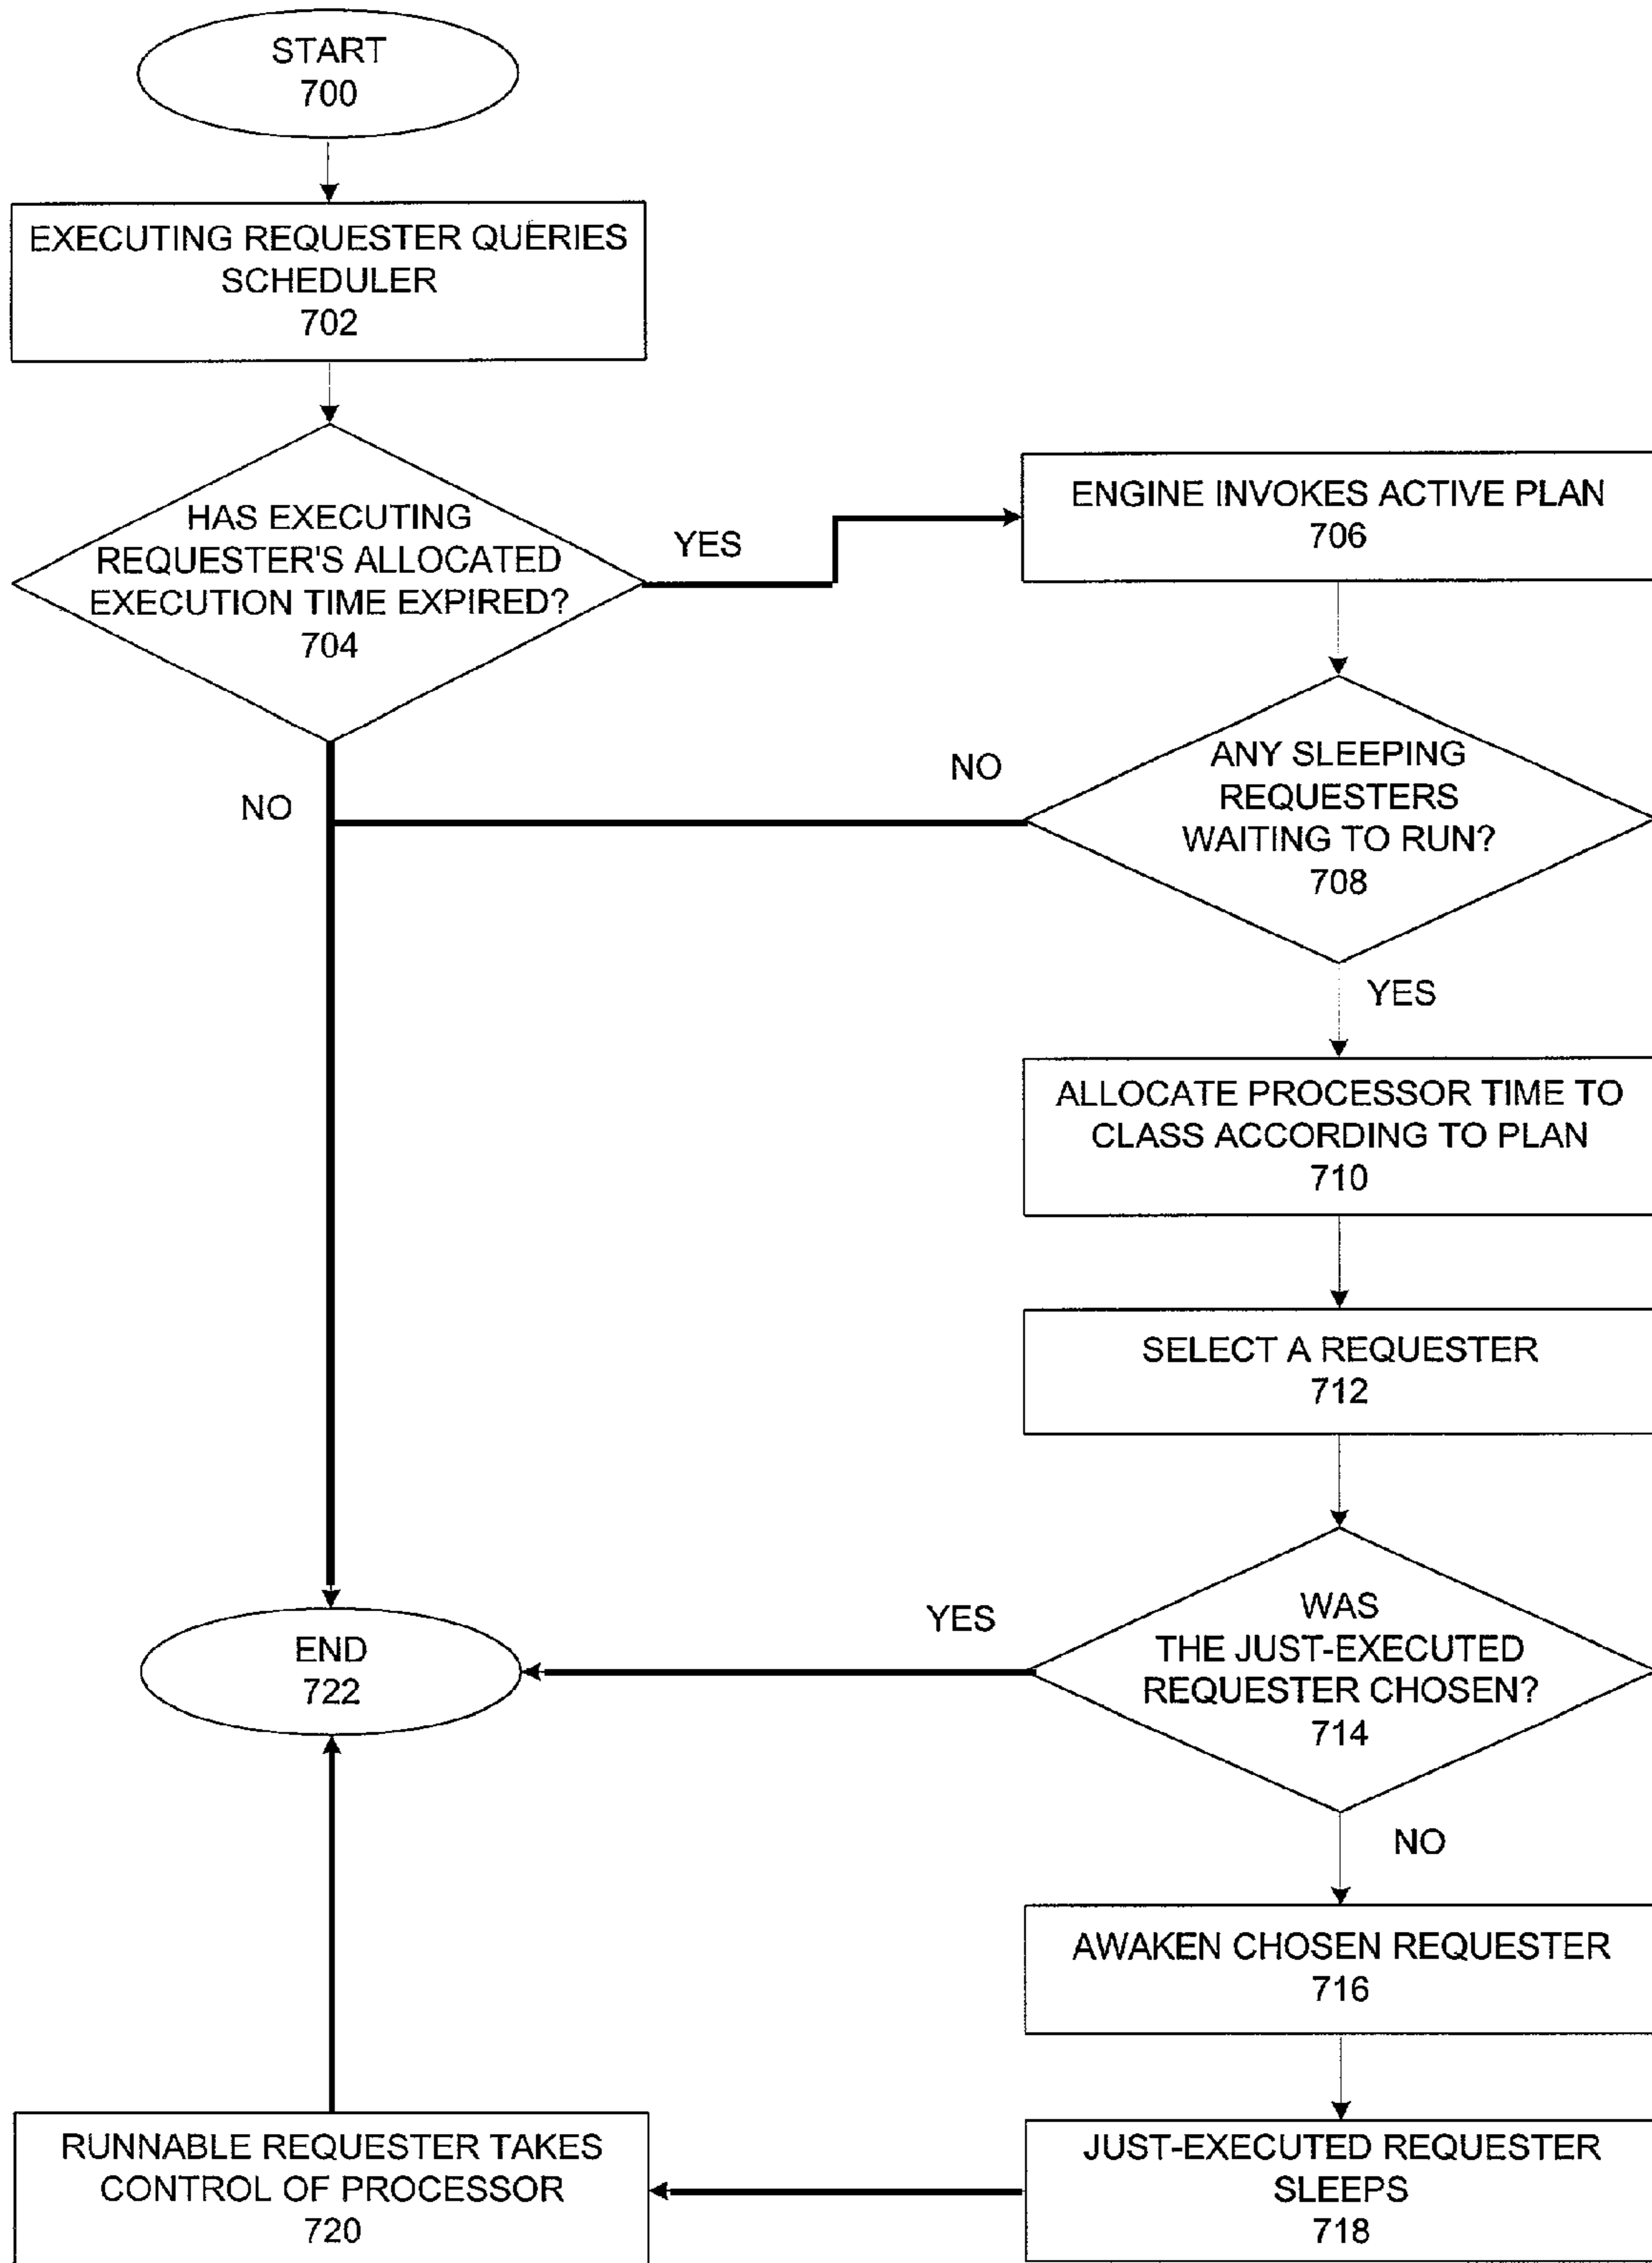 START
700
EXECUTING REQUESTER QUERIES
SCHEDULER
702
HAS EXECUTING
REQUESTER'S ALLOCATED
EXECUTION TIME EXPIRED?
704
YES
NO
ENGINE INVOKES ACTIVE PLAN
706
ANY SLEEPING
REQUESTERS
WAITING TO RUN?
708
NO
YES
ALLOCATE PROCESSOR TIME TO
CLASS ACCORDING TO PLAN
710
SELECT A REQUESTER
712
WAS
THE JUST-EXECUTED
REQUESTER CHOSEN?
714
YES
NO
END
722
AWAKEN CHOSEN REQUESTER
716
JUST-EXECUTED REQUESTER
SLEEPS
718
RUNNABLE REQUESTER TAKES
CONTROL OF PROCESSOR
720